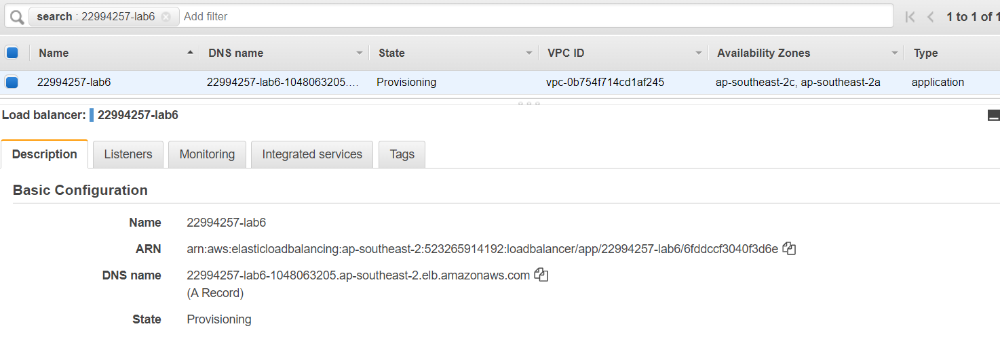 search : 22994257-lab6 Add filter 1 to 1 of 1
Name DNS name State VPC ID Availability Zones Type
22994257-lab6 22994257-lab6-1048063205.... Provisioning vpc-0b754f714cd1af245 ap-southeast-2c, ap-southeast-2a application
Load balancer: 22994257-lab6
Description Listeners Monitoring Integrated services Tags
Basic Configuration
Name 22994257-lab6
ARN arn:aws:elasticloadbalancing:ap-southeast-2:523265914192:loadbalancer/app/22994257-lab6/6fddccf3040f3d6e
DNS name 22994257-lab6-1048063205.ap-southeast-2.elb.amazonaws.com
(A Record)
State Provisioning